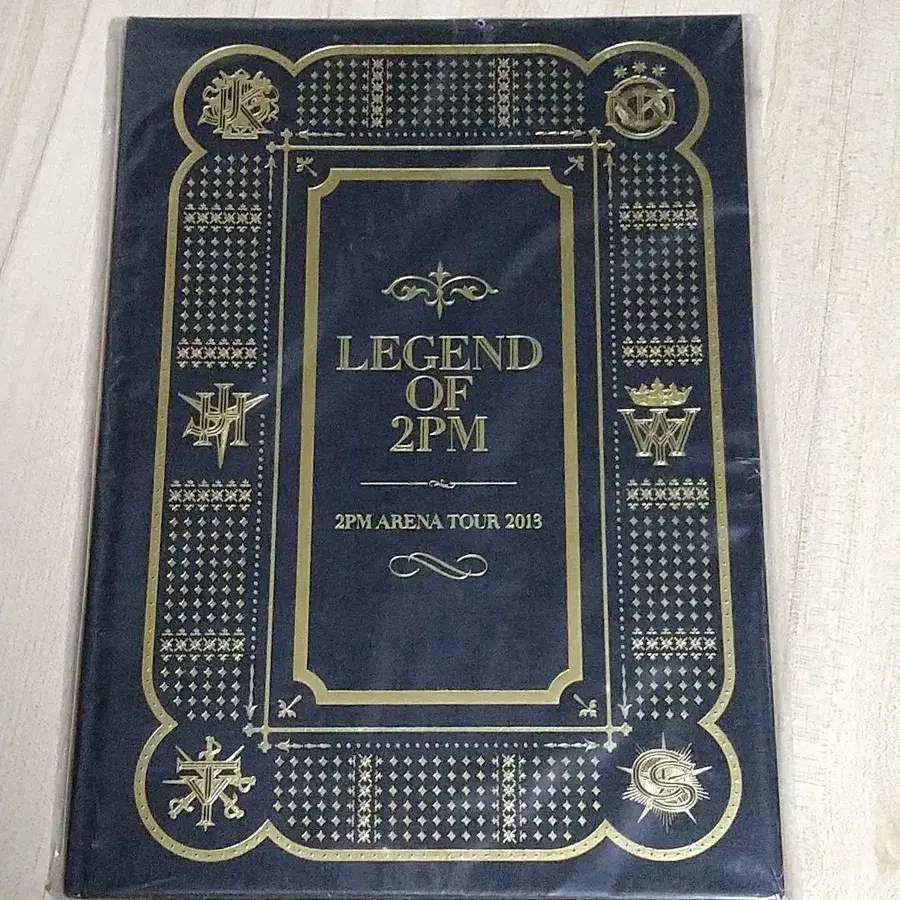 LEGEND
OF
2PM
2PM ARENA TOUR 2013